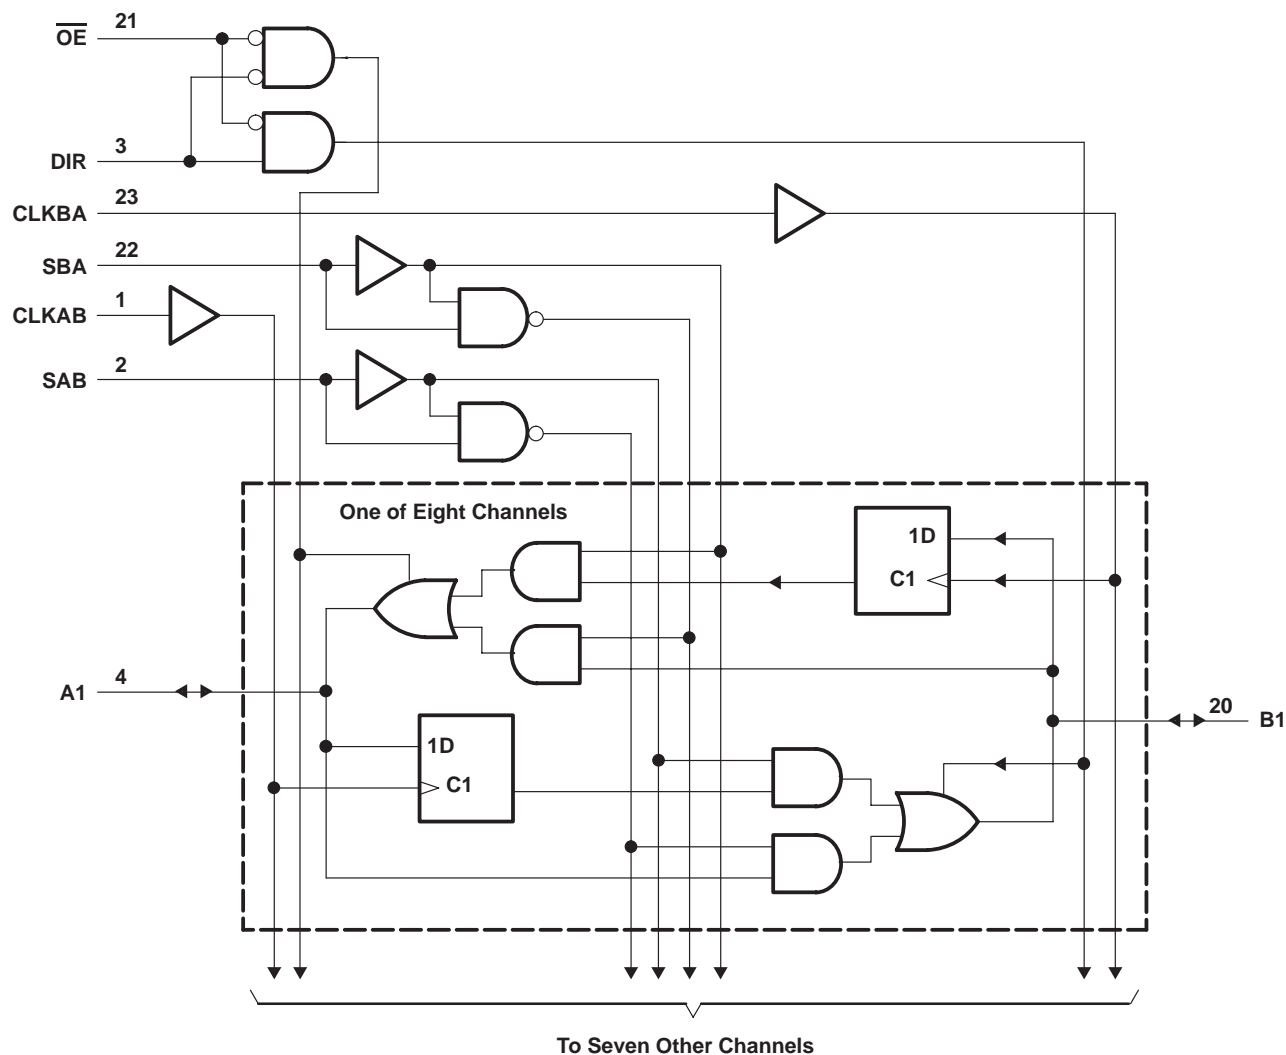 OE 21
DIR 3
CLKBA 23
SBA 22
CLKAB 1
SAB 2
One of Eight Channels
1D
C1
A1 4
20 B1
1D
C1
To Seven Other Channels